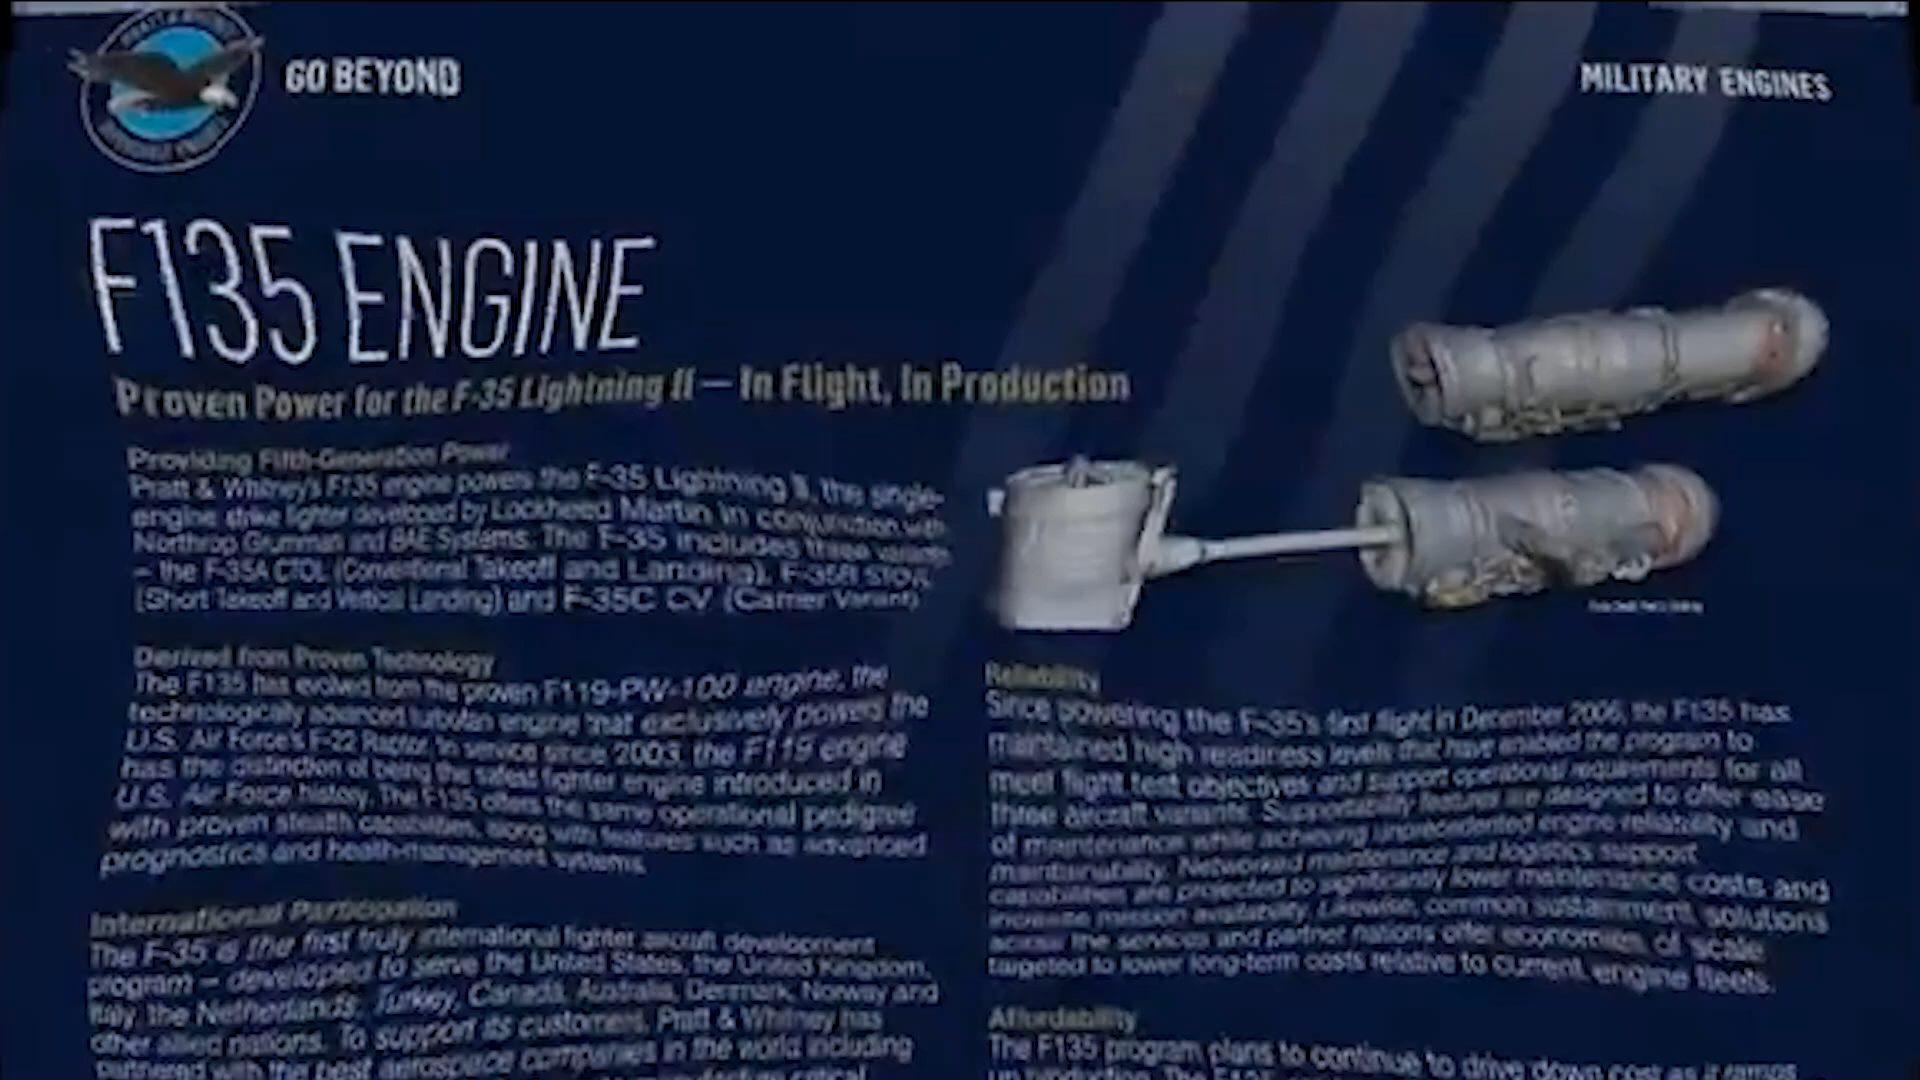 GO BEYOND
MILITARY ENGINES
F135 ENGINE
Proven Power for the F-35 Lightning II — In Flight, In Production
Providing Fifth-Generation Power
Pratt & Whitney's F135 engine powers the F-35 Lightning II, the single-
engine strike fighter developed by Lockheed Martin in conjunction with
Northrop Grumman and BAE Systems. The F-35 includes three variants
– the F-35A CTOL (Conventional Takeoff and Landing), F-35B STOVL
(Short Takeoff and Vertical Landing) and F-35C CV (Carrier Variant).
Derived from Proven Technology
The F135 has evolved from the proven F119-PW-100 engine, the
technologically advanced turbofan engine that exclusively powers the
U.S. Air Force's F-22 Raptor. In service since 2003, the F119 engine
has the distinction of being the safest fighter engine introduced in
U.S. Air Force history. The F135 offers the same operational pedigree
with proven stealth capabilities, along with features such as advanced
prognostics and health-management systems.
International Participation
The F-35 is the first truly international fighter aircraft development
program – developed to serve the United States, the United Kingdom,
Italy, the Netherlands, Turkey, Canada, Australia, Denmark, Norway and
other allied nations. To support its customers, Pratt & Whitney has
partnered with the best aerospace companies in the world including
Reliability
Since powering the F-35's first flight in December 2006, the F135 has
maintained high readiness levels that have enabled the program to
meet flight test objectives and support operational requirements for all
three aircraft variants. Supportability features are designed to offer ease
of maintenance while achieving unprecedented engine reliability and
maintainability. Networked maintenance and logistics support
capabilities are projected to significantly lower maintenance costs and
increase mission availability. Likewise, common sustainment solutions
across the services and partner nations offer economies of scale
targeted to lower long-term costs relative to current engine fleets.
Affordability
The F135 program plans to continue to drive down cost as it ramps